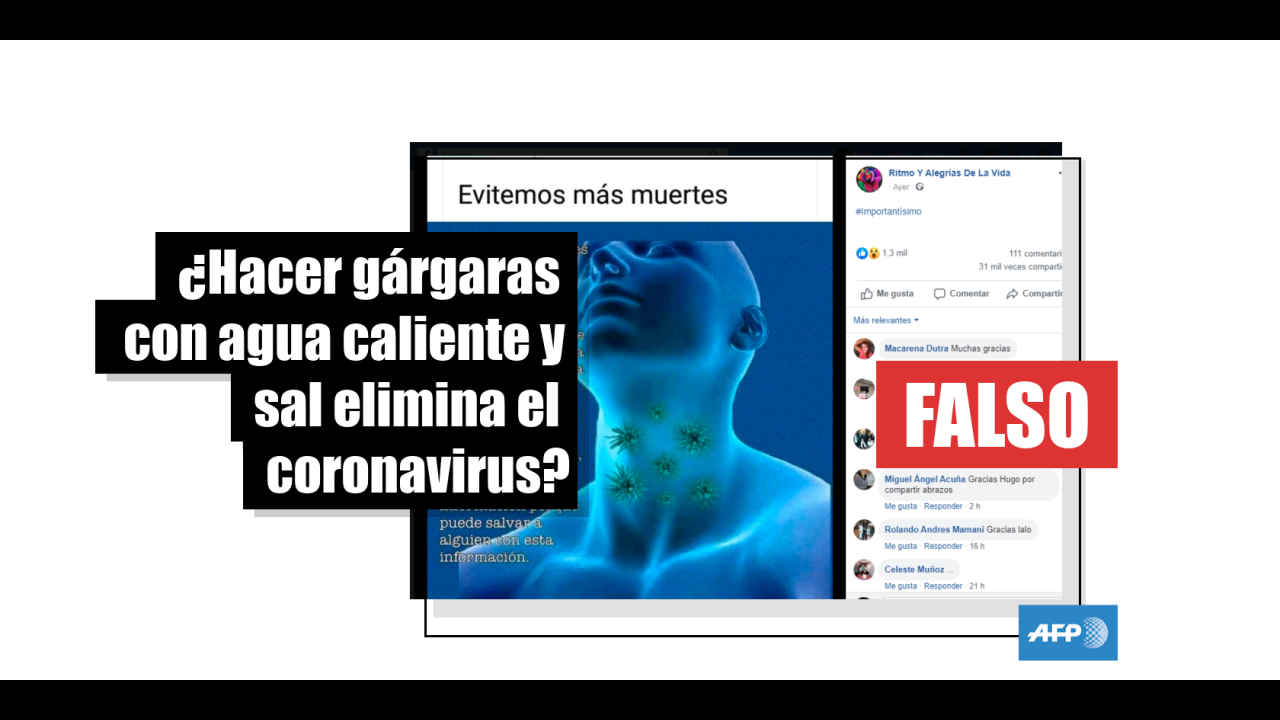 Evitemos más muertes
¿Hacer gárgaras
con agua caliente y
sal elimina el
coronavirus?
puede salvar a
alguien con esta
información.
Ritmo Y Alegrías De La Vida
Ayer
#Importantísimo
1,3 mil
111 comentari
31 mil veces comparti
Me gusta Comentar Compartir
Más relevantes
Macarena Dutra Muchas gracias
FALSO
Miguel Ángel Acuña Gracias Hugo por
compartir abrazos
Me gusta · Responder · 2 h
Rolando Andres Mamani Gracias lalo
Me gusta · Responder · 16 h
Celeste Muñoz ...
Me gusta · Responder · 21 h
AFP